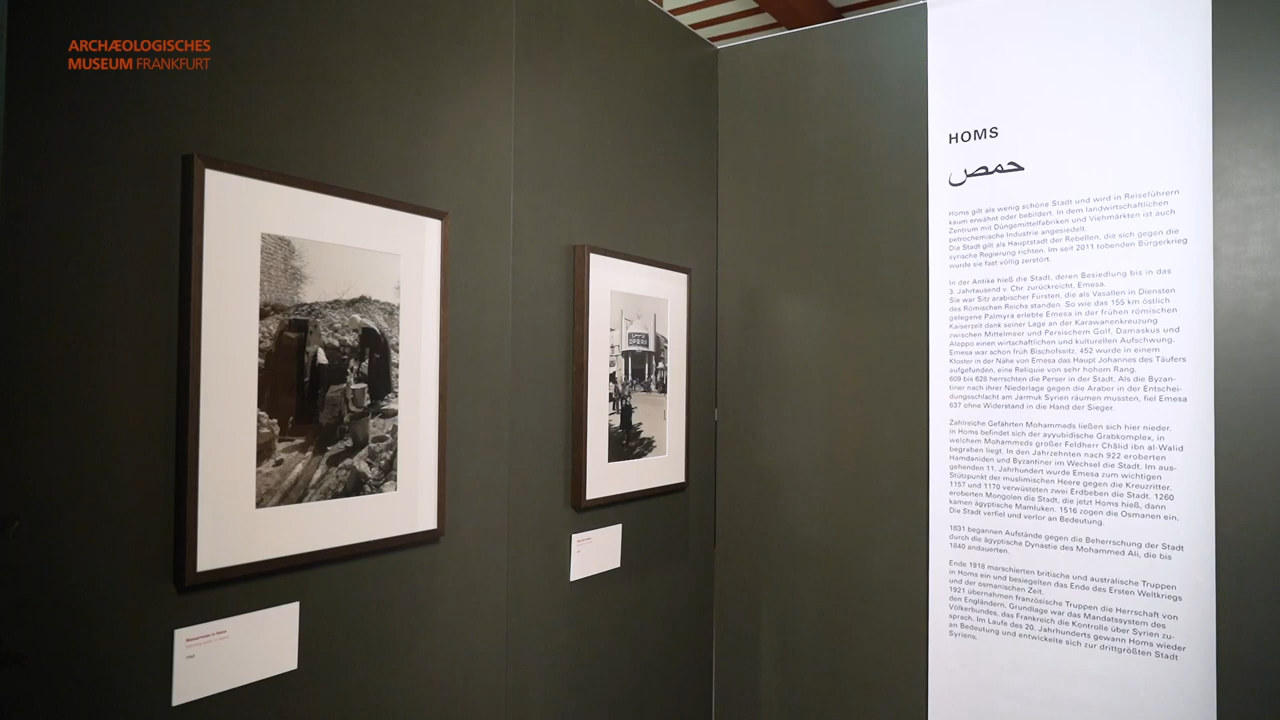 ARCHÆOLOGISCHES
MUSEUM FRANKFURT
OPERA
HOMS
حمص
Homs gilt als wenig schöne Stadt und wird in Reiseführern
kaum erwähnt oder bebildert. In dem landwirtschaftlichen
Zentrum mit Düngemittelfabriken und Viehmärkten ist auch
petrochemische Industrie angesiedelt.
Die Stadt gilt als Hauptstadt der Rebellen, die sich gegen die
syrische Regierung richten. Im seit 2011 tobenden Bürgerkrieg
wurde sie fast völlig zerstört.
In der Antike hieß die Stadt, deren Besiedlung bis in das
3. Jahrtausend v. Chr. zurückreicht, Emesa.
Sie war Sitz arabischer Fürsten, die als Vasallen in Diensten
des Römischen Reichs standen. So wie das 155 km östlich
gelegene Palmyra erlebte Emesa in der frühen römischen
Kaiserzeit dank seiner Lage an der Karawanenkreuzung
zwischen Mittelmeer und Persischem Golf, Damaskus und
Aleppo einen wirtschaftlichen und kulturellen Aufschwung.
Emesa war schon früh Bischofssitz. 452 wurde in einem
Kloster in der Nähe von Emesa das Haupt Johannes des Täufers
aufgefunden, eine Reliquie von sehr hohem Rang.
609 bis 628 herrschten die Perser in der Stadt. Als die Byzan-
tiner nach ihrer Niederlage gegen die Araber in der Entschei-
dungsschlacht am Jarmuk Syrien räumen mussten, fiel Emesa
637 ohne Widerstand in die Hand der Sieger.
Zahlreiche Gefährten Mohammeds ließen sich hier nieder.
In Homs befindet sich der ayyubidische Grabkomplex, in
welchem Mohammeds großer Feldherr Chālid ibn al-Walid
begraben liegt. In den Jahrzehnten nach 922 eroberten
Hamdaniden und Byzantiner im Wechsel die Stadt. Im aus-
gehenden 11. Jahrhundert wurde Emesa zum wichtigen
Stützpunkt der muslimischen Heere gegen die Kreuzritter.
1157 und 1170 verwüsteten zwei Erdbeben die Stadt. 1260
eroberten Mongolen die Stadt, die jetzt Homs hieß, dann
kamen ägyptische Mamluken. 1516 zogen die Osmanen ein.
Die Stadt verfiel und verlor an Bedeutung.
1831 begannen Aufstände gegen die Beherrschung der Stadt
durch die ägyptische Dynastie des Mohammed Ali, die bis
1840 andauerten.
Ende 1918 marschierten britische und australische Truppen
in Homs ein und besiegelten das Ende des Ersten Weltkriegs
und der osmanischen Zeit.
1921 übernahmen französische Truppen die Herrschaft von
den Engländern. Grundlage war das Mandatssystem des
Völkerbundes, das Frankreich die Kontrolle über Syrien zu-
sprach. Im Laufe des 20. Jahrhunderts gewann Homs wieder
an Bedeutung und entwickelte sich zur drittgrößten Stadt
Syriens.